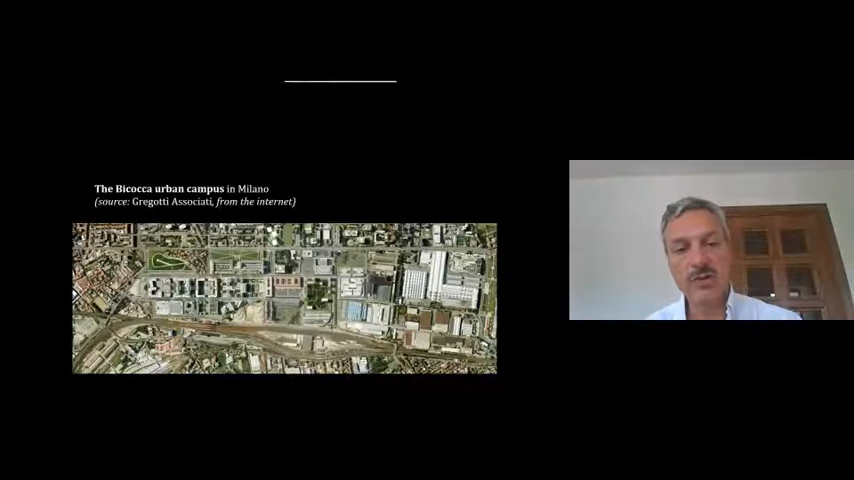 The Bicocca urban campus in Milano
(source: Gregotti Associati, from the internet)